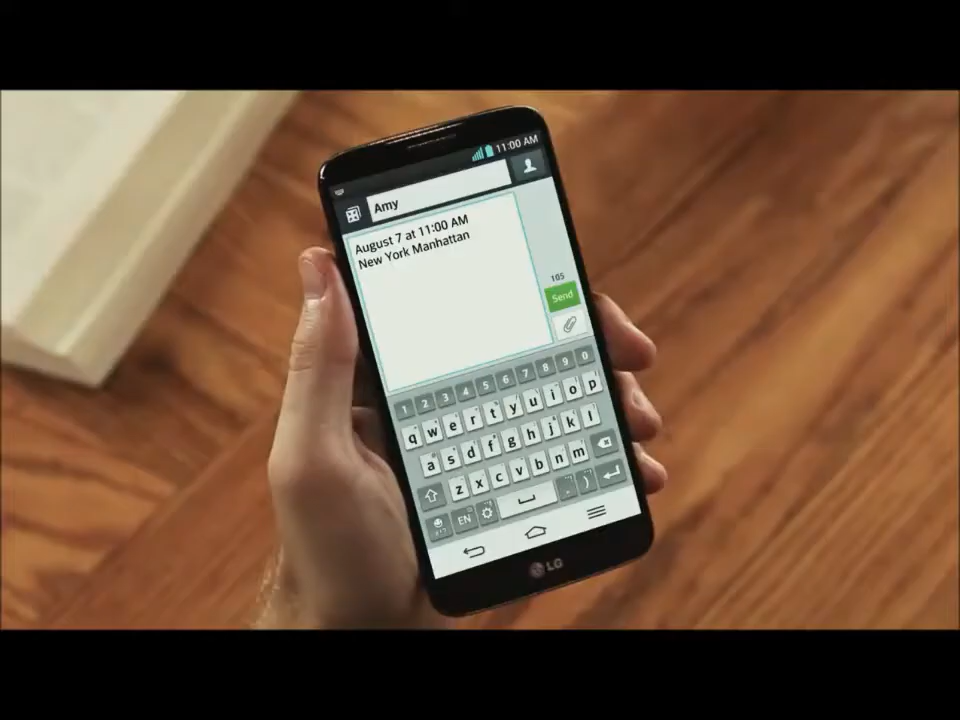 11:00 AM
Amy
August 7 at 11:00 AM
New York Manhattan
105
Send
1 2 3 4 5 6 7 8 9 0
q w e r t y u i o p
a s d f g h j k l
z x c v b n m
EN . )
LG